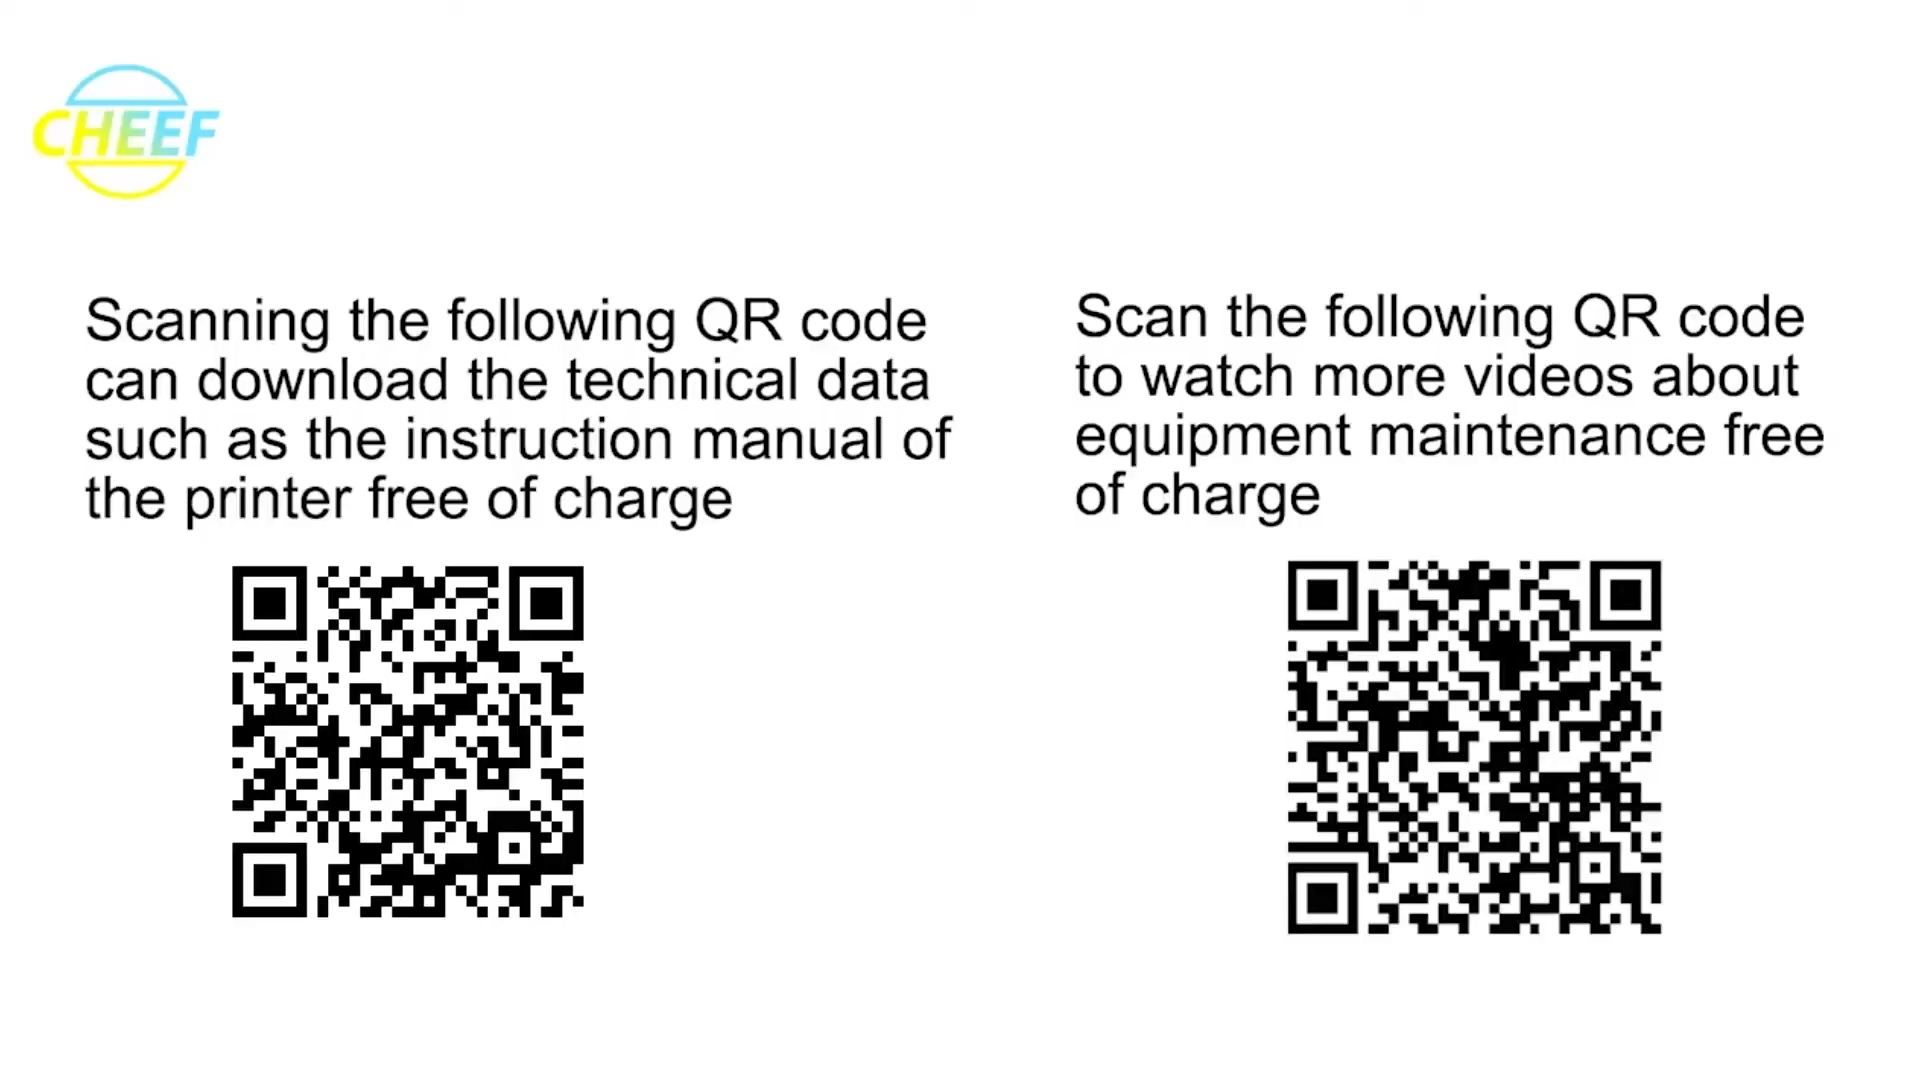 CHEEF
Scanning the following QR code
can download the technical data
such as the instruction manual of
the printer free of charge
Scan the following QR code
to watch more videos about
equipment maintenance free
of charge